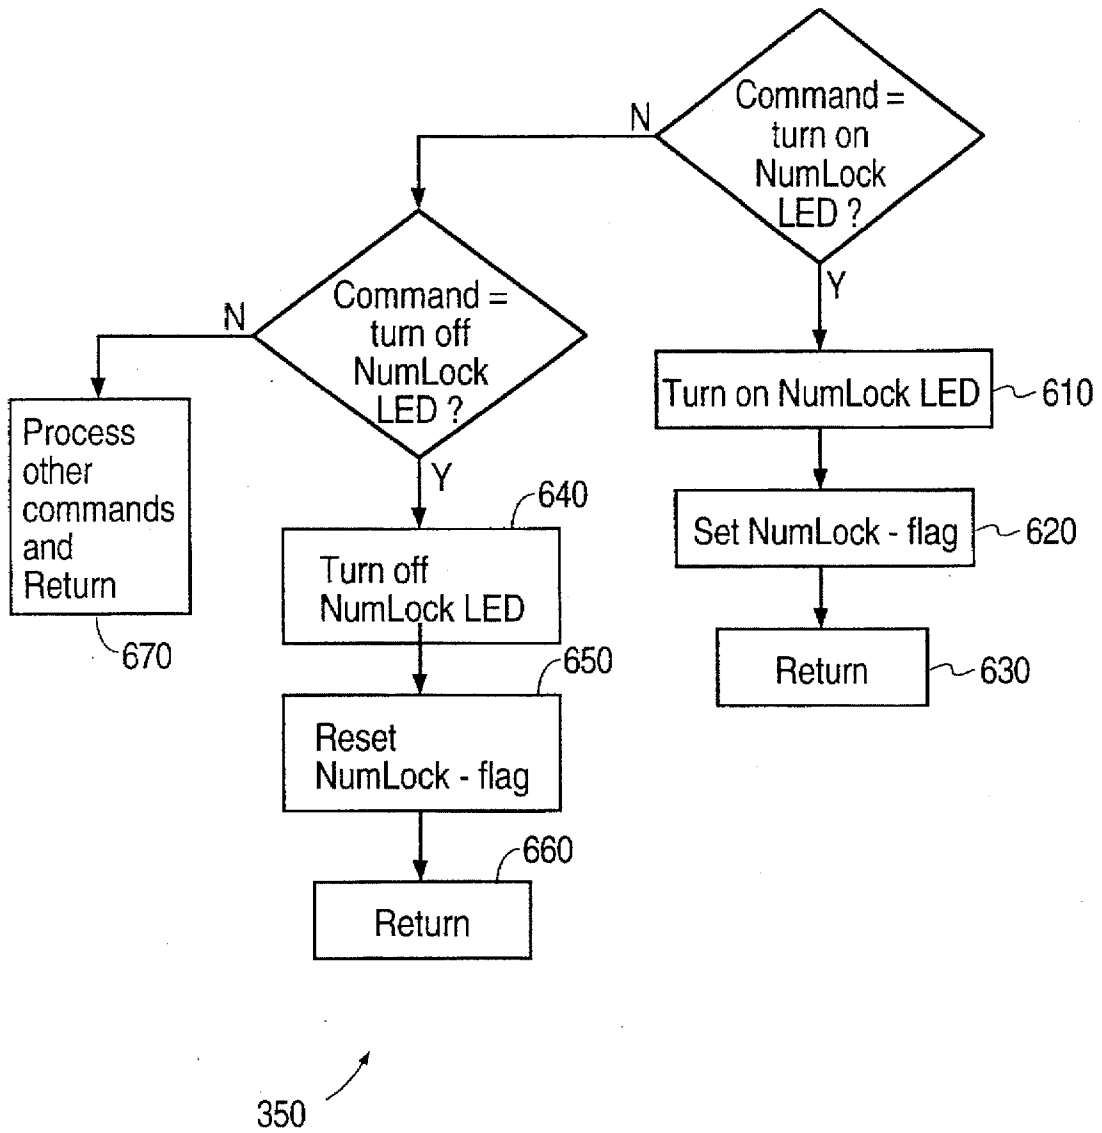 Command =
turn on
NumLock
LED ?
N
Y
Turn on NumLock LED
610
Set NumLock - flag
620
Return
630
Command =
turn off
NumLock
LED ?
N
Y
Process
other
commands
and
Return
670
640
Turn off
NumLock LED
650
Reset
NumLock - flag
660
Return
350